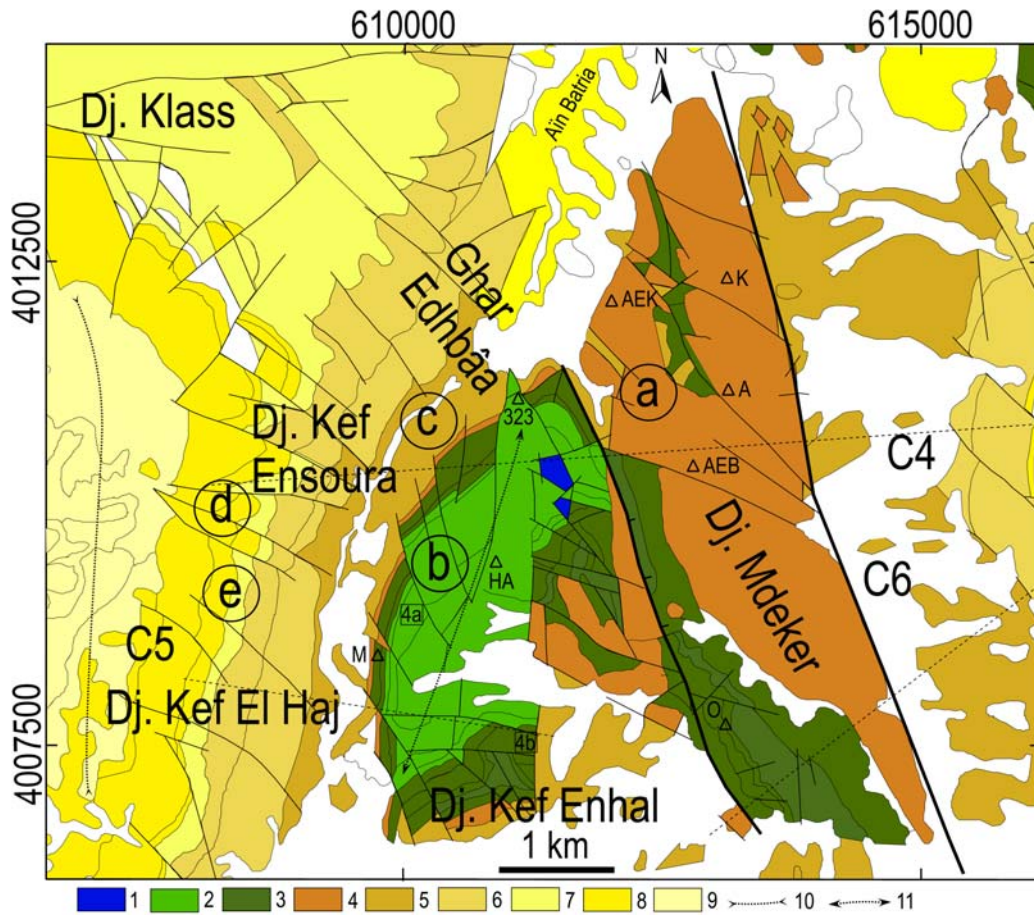 610000 615000
N
Dj. Klass
Aïn Batria
4012500
Ghar
Edhbâa
K
AEK
a
A
323
c
Dj. Kef
Ensoura
AEB
C4
d
Dj. Mdeker
b
HA
C6
e
4a
C5
M
Dj. Kef El Haj
O
4b
4007500
Dj. Kef Enhal
1 km
1 2 3 4 5 6 7 8 9 10 11